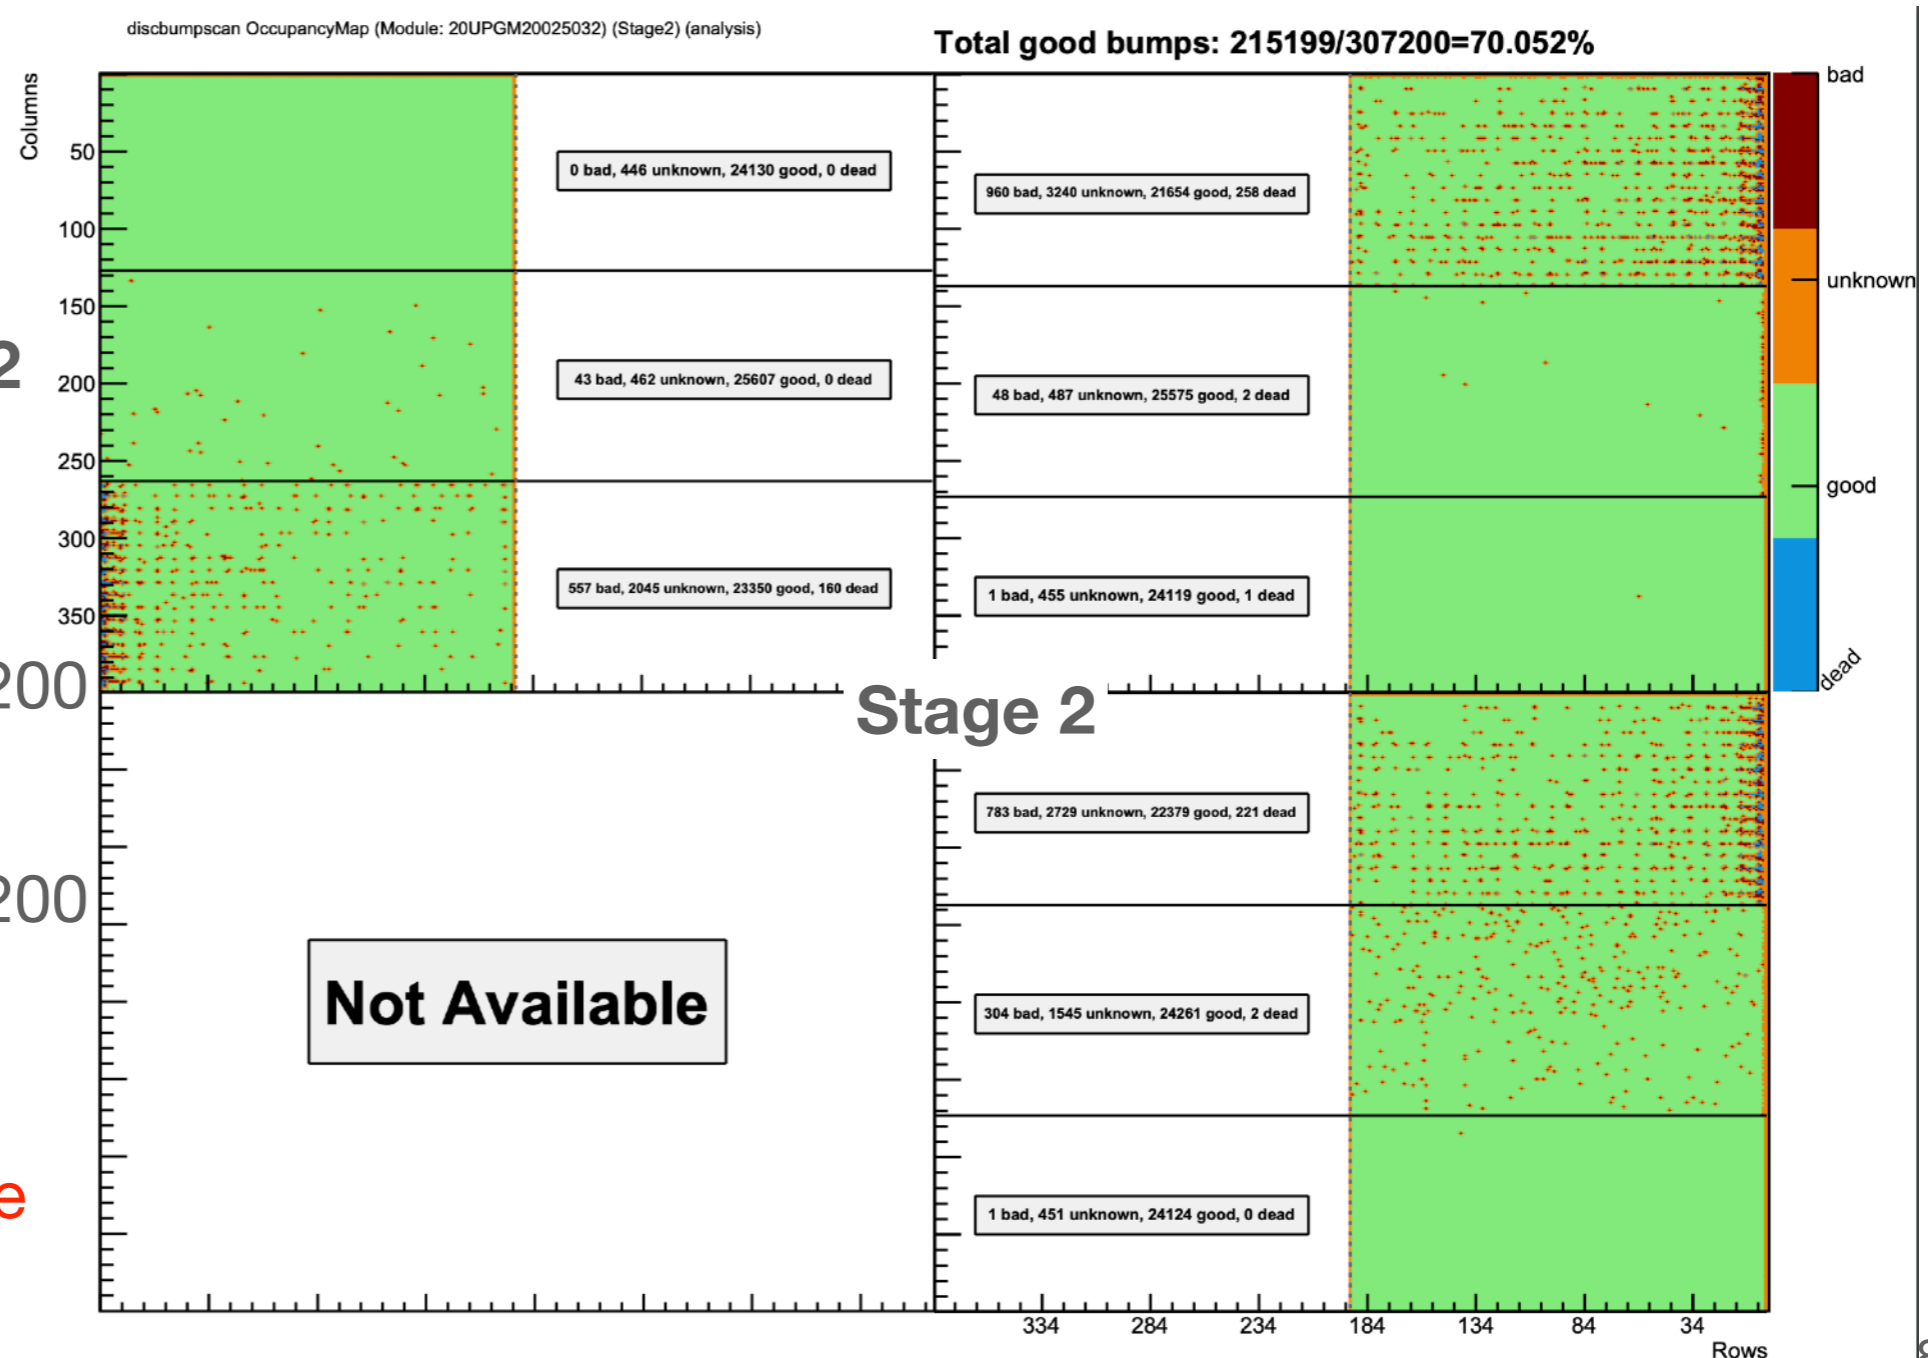 discbumpscan OccupancyMap (Module: 20UPGM20025032) (Stage2) (analysis)
Total good bumps: 215199/307200=70.052%
Columns
bad
50
0 bad, 446 unknown, 24130 good, 0 dead
960 bad, 3240 unknown, 21654 good, 258 dead
100
unknown
150
2
200
43 bad, 462 unknown, 25607 good, 0 dead
48 bad, 487 unknown, 25575 good, 2 dead
250
good
300
557 bad, 2045 unknown, 23350 good, 160 dead
1 bad, 455 unknown, 24119 good, 1 dead
350
dead
200
Stage 2
783 bad, 2729 unknown, 22379 good, 221 dead
200
Not Available
304 bad, 1545 unknown, 24261 good, 2 dead
e
1 bad, 451 unknown, 24124 good, 0 dead
334 284 234 184 134 84 34
Rows